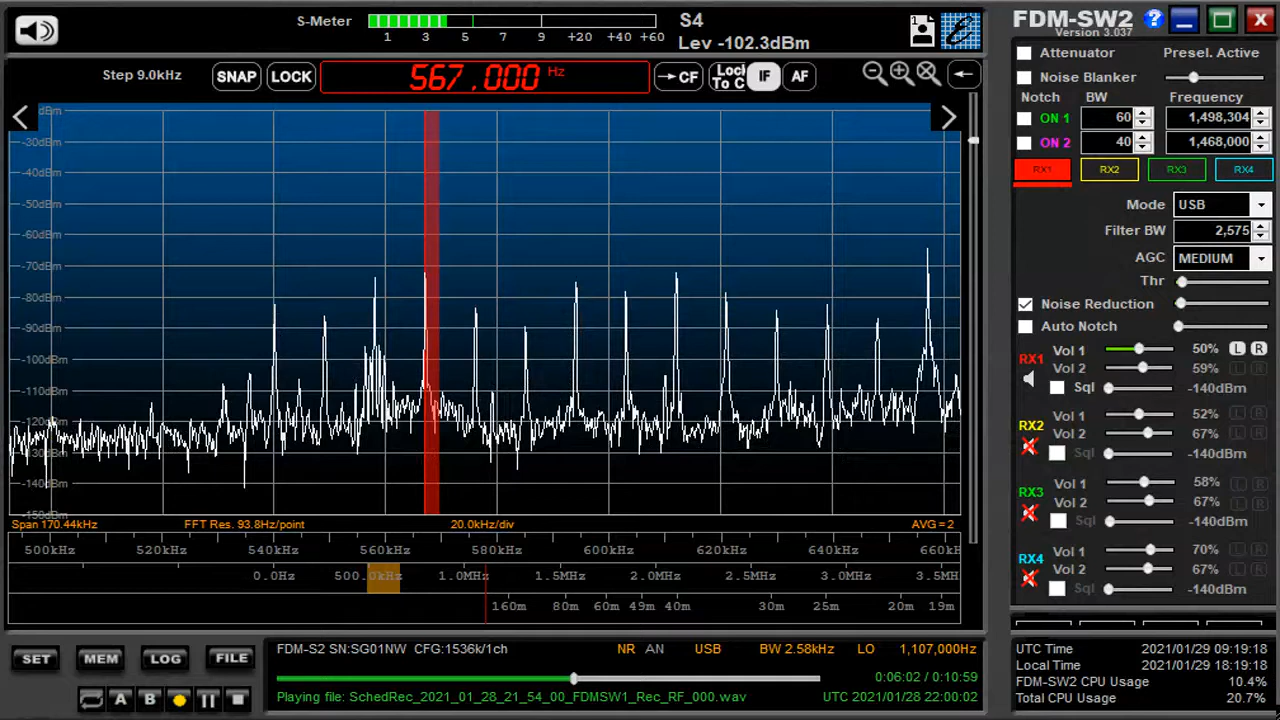 S-Meter
1 3 5 7 9 +20 +40 +60
S4
Lev -102.3dBm
FDM-SW2
Version 3.037
Step 9.0kHz
SNAP LOCK
567.000 Hz
→CF
Lock To C
IF AF
-30dBm
-40dBm
-50dBm
-60dBm
-70dBm
-80dBm
-90dBm
-100dBm
-110dBm
-120dBm
-130dBm
-140dBm
-150dBm
Span 170.44kHz FFT Res. 93.8Hz/point 20.0kHz/div AVG=2
500kHz 520kHz 540kHz 560kHz 580kHz 600kHz 620kHz 640kHz 660kH
0.0Hz 500.0kHz 1.0MHz 1.5MHz 2.0MHz 2.5MHz 3.0MHz 3.5MH
160m 80m 60m 49m 40m 30m 25m 20m 19m
SET MEM LOG FILE
A B
FDM-S2 SN:SG01NW CFG:1536k/1ch NR AN USB BW 2.58kHz LO 1,107,000Hz
0:06:02 / 0:10:59
Playing file: SchedRec_2021_01_28_21_54_00_FDMSW1_Rec_RF_000.wav UTC 2021/01/28 22:00:02
Attenuator Presel. Active
Noise Blanker
Notch BW Frequency
ON 1 60 1,498,304
ON 2 40 1,468,000
RX1 RX2 RX3 RX4
Mode USB
Filter BW 2,575
AGC MEDIUM
Thr
Noise Reduction
Auto Notch
RX1 Vol 1 50% L R
Vol 2 59% L R
Sql -140dBm
RX2 Vol 1 52% L R
Vol 2 67% L R
Sql -140dBm
RX3 Vol 1 58% L R
Vol 2 67% L R
Sql -140dBm
RX4 Vol 1 70% L R
Vol 2 67% L R
Sql -140dBm
UTC Time 2021/01/29 09:19:18
Local Time 2021/01/29 18:19:18
FDM-SW2 CPU Usage 10.4%
Total CPU Usage 20.7%